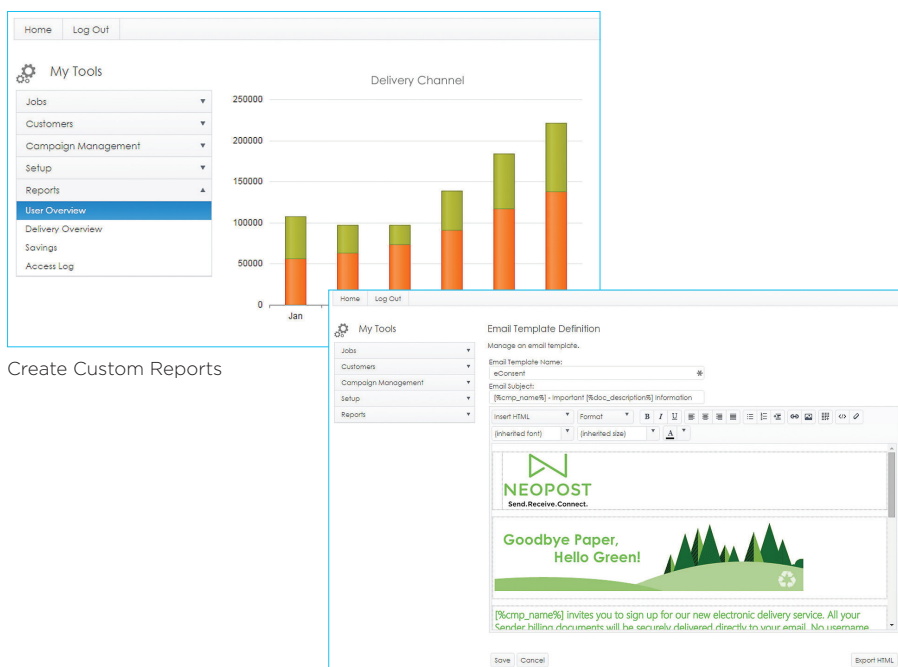 Home Log Out
My Tools
Jobs
Customers
Campaign Management
Setup
Reports
User Overview
Delivery Overview
Savings
Access Log
Delivery Channel
250000
200000
150000
100000
50000
0
Jan
Create Custom Reports
Home Log Out
My Tools
Jobs
Customers
Campaign Management
Setup
Reports
Email Template Definition
Manage an email template.
Email Template Name:
eConsent
Email Subject:
[%cmp_name%] - Important [%doc_description%] Information
Insert HTML Format B I U
(inherited font) (inherited size) A
NEOPOST
Send.Receive.Connect.
Goodbye Paper,
Hello Green!
[%cmp_name%] invites you to sign up for our new electronic delivery service. All your
Sender billing documents will be securely delivered directly to your email. No username
Save Cancel Export HTML